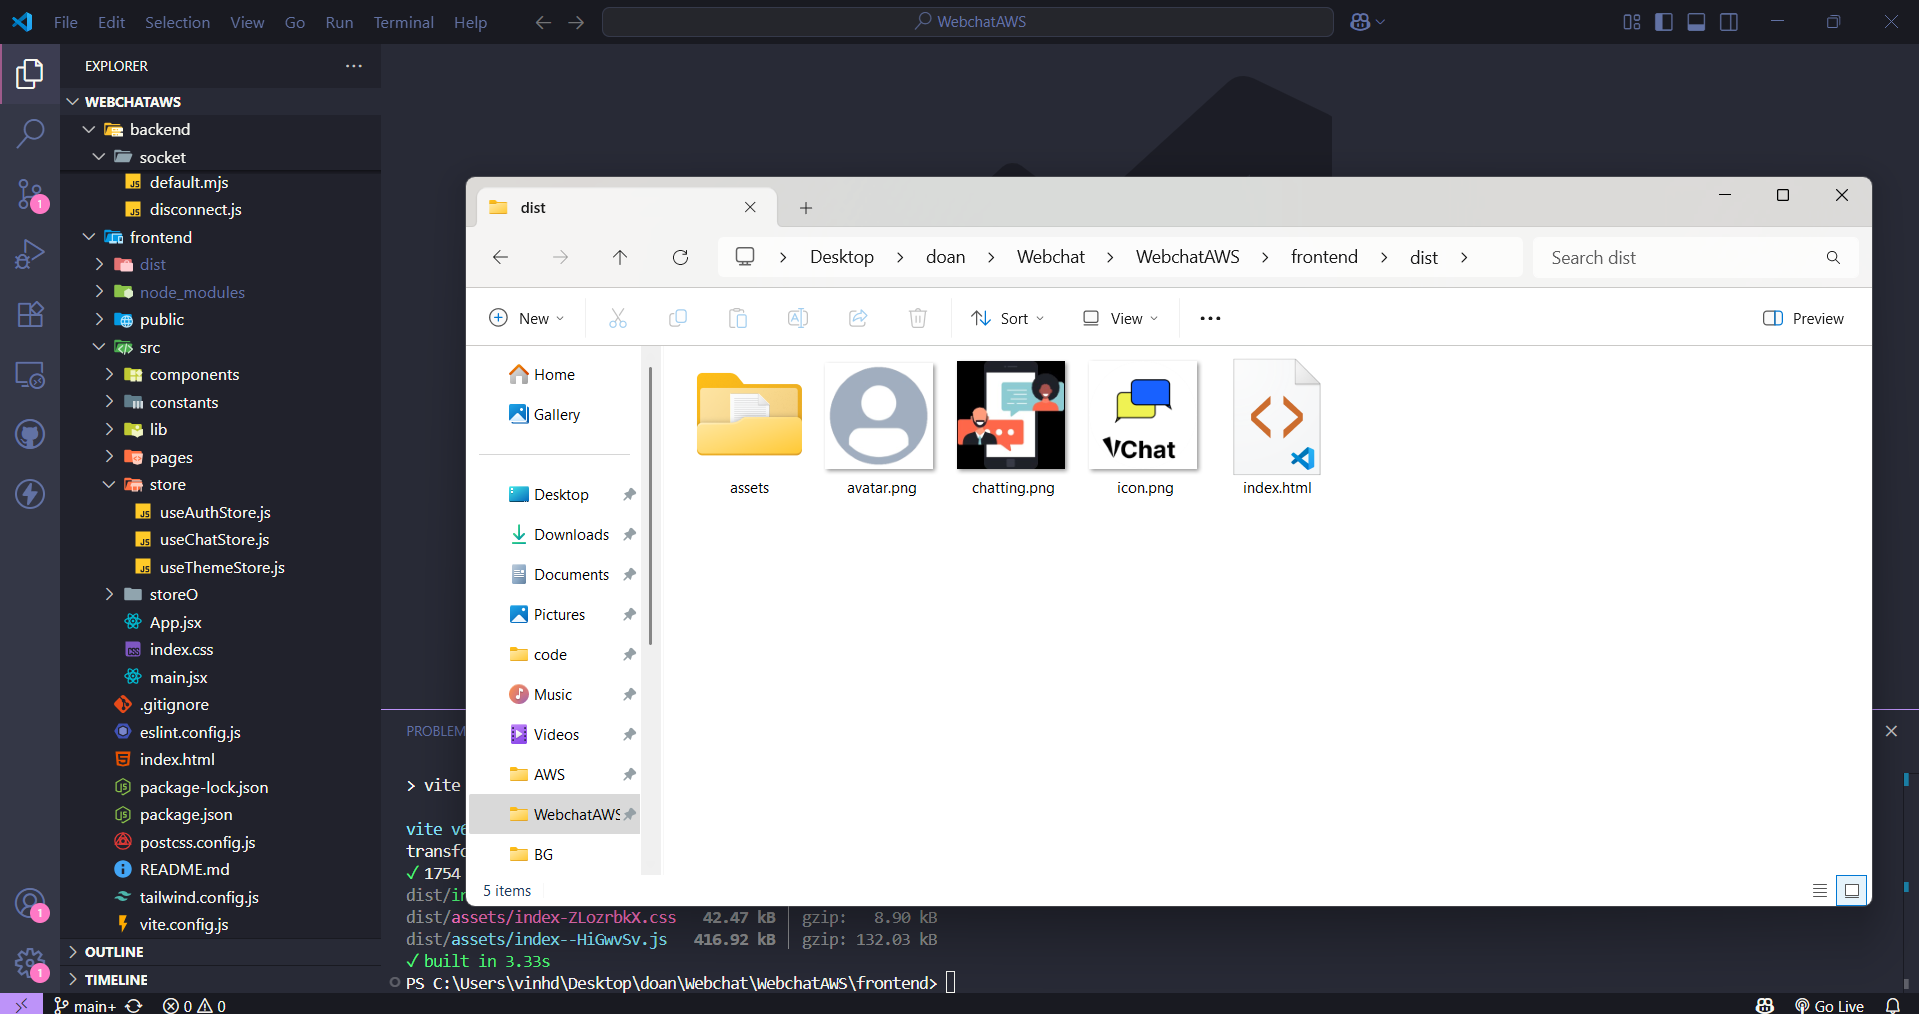 File Edit Selection View Go Run Terminal Help
WebchatAWS
EXPLORER
WEBCHATAWS
backend
socket
default.mjs
disconnect.js
frontend
dist
node_modules
public
src
components
constants
lib
pages
store
useAuthStore.js
useChatStore.js
useThemeStore.js
storeO
App.jsx
index.css
main.jsx
.gitignore
eslint.config.js
index.html
package-lock.json
package.json
postcss.config.js
README.md
tailwind.config.js
vite.config.js
OUTLINE
TIMELINE
main+ 0 0
Go Live
1
1
1
dist
Desktop > doan > Webchat > WebchatAWS > frontend > dist >
Search dist
New Sort View ... Preview
Home
Gallery
Desktop
Downloads
Documents
Pictures
code
Music
Videos
AWS
WebchatAWS
BG
VChat
assets avatar.png chatting.png icon.png index.html
5 items
PROBLEM
> vite
vite v6
transfo
✓ 1754
dist/in
dist/assets/index-ZLozrbkX.css 42.47 kB │ gzip: 8.90 kB
dist/assets/index--HiGwvSv.js 416.92 kB │ gzip: 132.03 kB
✓ built in 3.33s
PS C:\Users\vinhd\Desktop\doan\Webchat\WebchatAWS\frontend>